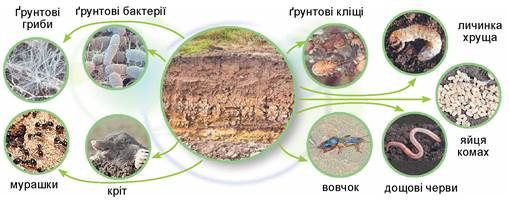 ґрунтові
гриби
ґрунтові бактерії
ґрунтові кліщі
личинка
хруща
яйця
комах
мурашки
кріт
вовчок
дощові черви